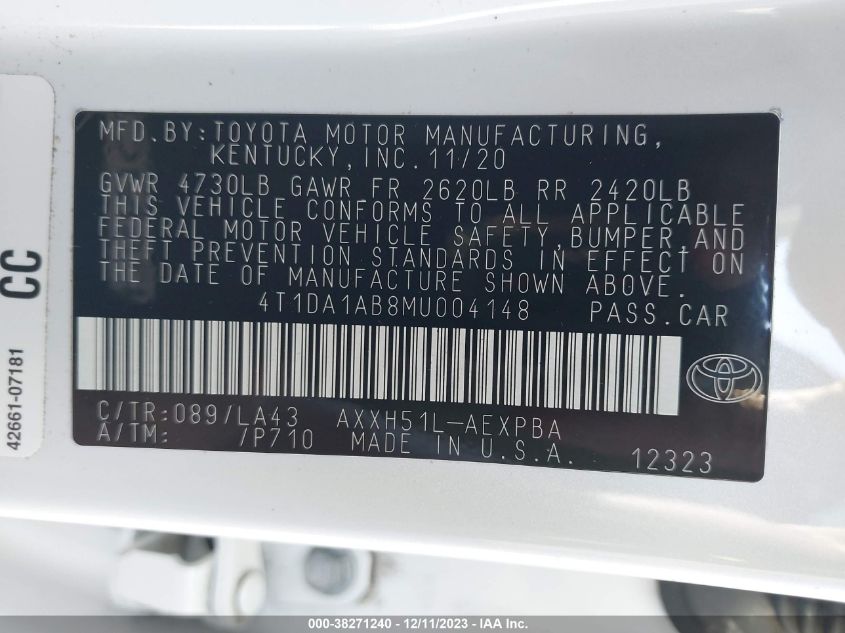 MFD. BY: TOYOTA MOTOR MANUFACTURING,
KENTUCKY, INC. 11/20
GVWR 4730LB GAWR FR 2620LB RR 2420LB
THIS VEHICLE CONFORMS TO ALL APPLICABLE
FEDERAL MOTOR VEHICLE SAFETY, BUMPER, AND
THEFT PREVENTION STANDARDS IN EFFECT ON
THE DATE OF MANUFACTURE SHOWN ABOVE.
4T1DA1AB8MU004148 PASS. CAR
C/TR: 089/LA43 AXXH51L-AEXPBA
A/TM: /P710 MADE IN U.S.A. 12323
42661-07181 CC
000-38271240 - 12/11/2023 - IAA Inc.